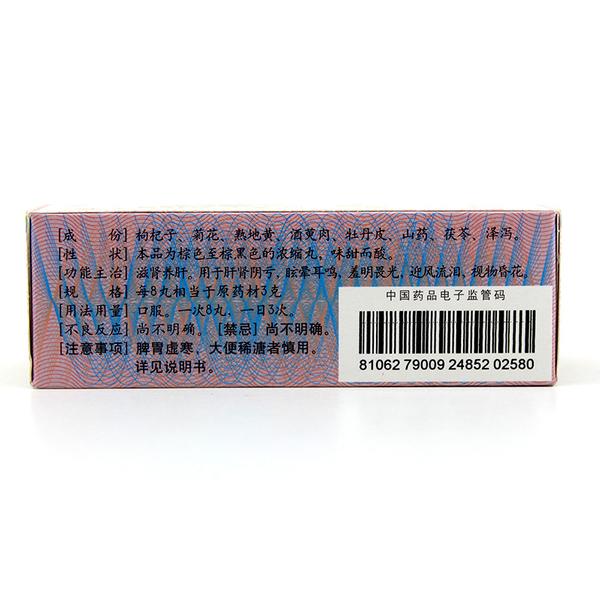 [成 份] 枸杞子、菊花、熟地黄、酒萸肉、牡丹皮、山药、茯苓、泽泻。
[性 状] 本品为棕色至棕黑色的浓缩丸,味甜而酸。
[功能主治] 滋肾养肝。用于肝肾阴亏,眩晕耳鸣,羞明畏光,迎风流泪,视物昏花。
[规 格] 每8丸相当于原药材3克
[用法用量] 口服。一次8丸,一日3次。
[不良反应] 尚不明确。 [禁忌] 尚不明确。
[注意事项] 脾胃虚寒、大便稀溏者慎用。
详见说明书。
中国药品电子监管码
81062 79009 24852 02580